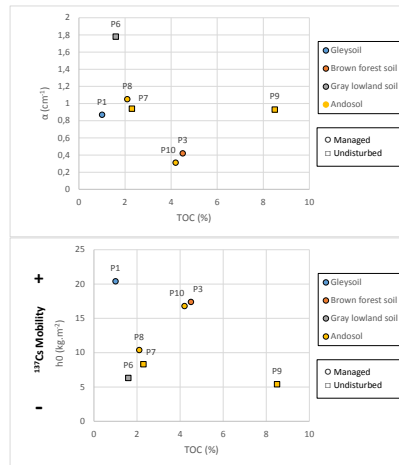 2
1,8
1,6
1,4
1,2
1
0,8
0,6
0,4
0,2
0
α (cm⁻¹)
P6
P8
P7
P1
P9
P3
P10
0 2 4 6 8 10
TOC (%)
Gleysoil
Brown forest soil
Gray lowland soil
Andosol
Managed
Undisturbed
+
¹³⁷Cs Mobility
-
25
20
15
10
5
0
h0 (kg.m⁻²)
P1
P10 P3
P8
P7
P6
P9
0 2 4 6 8 10
TOC (%)
Gleysoil
Brown forest soil
Gray lowland soil
Andosol
Managed
Undisturbed